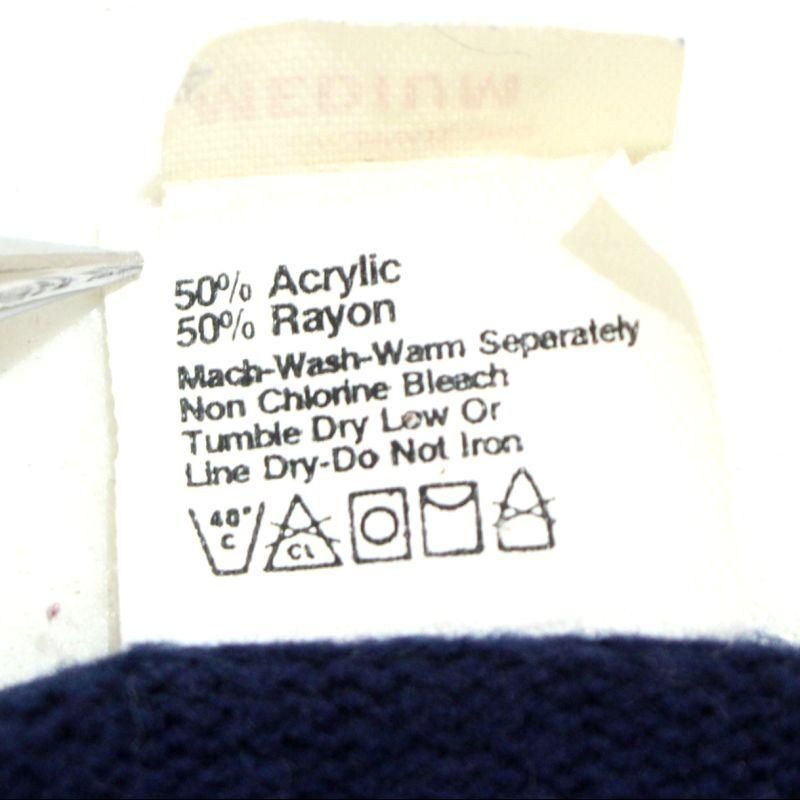 MEDIUM
50% Acrylic
50% Rayon
Mach-Wash-Warm Separately
Non Chlorine Bleach
Tumble Dry Low Or
Line Dry-Do Not Iron
40°
C
CL